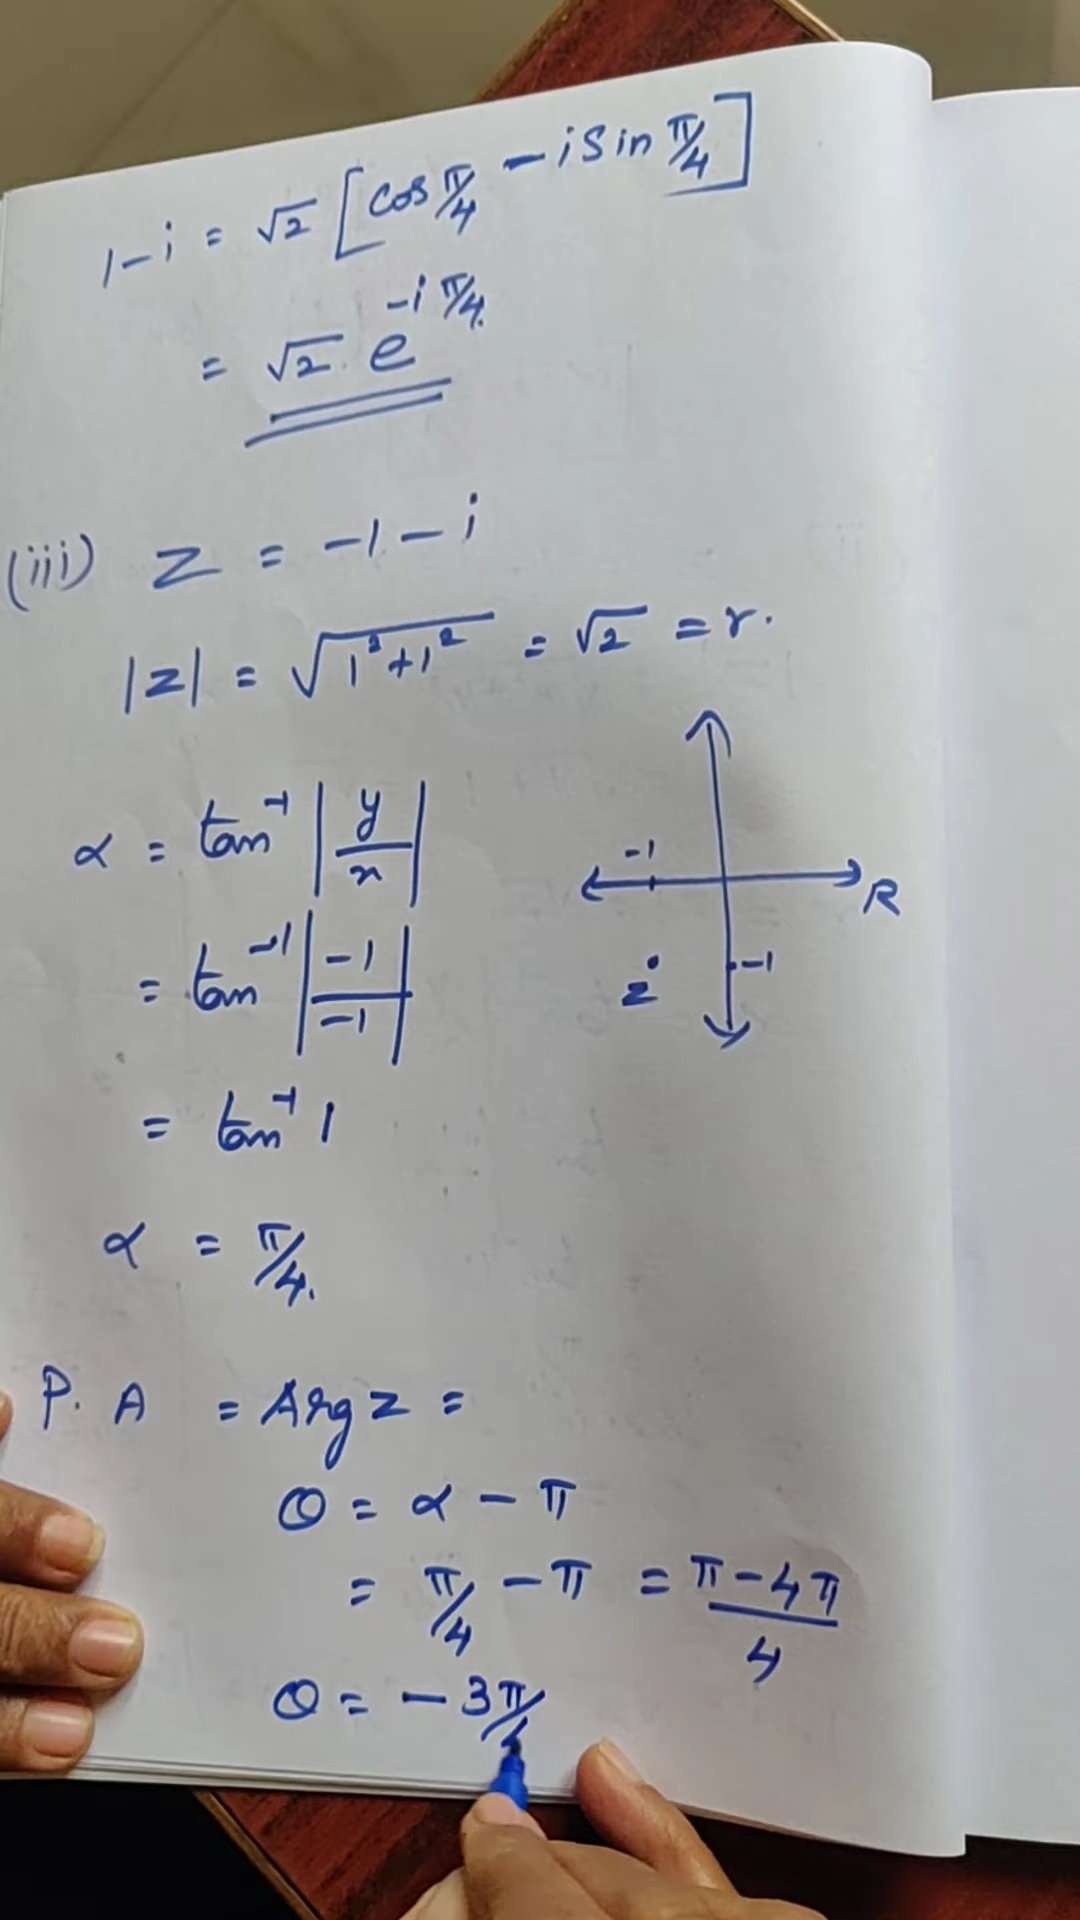 1-i = √2 [cos π/4 - i sin π/4]
= √2. e^(-i π/4.)
(iii) Z = -1 - i
|z| = √(1²+1²) = √2 = r.
α = tan⁻¹ |y/x|
= tan⁻¹ |-1/-1|
= tan⁻¹ 1
α = π/4.
-1
R
-1
z
P. A = Arg z =
θ = α - π
= π/4 - π = (π-4π)/4
θ = - 3π/4